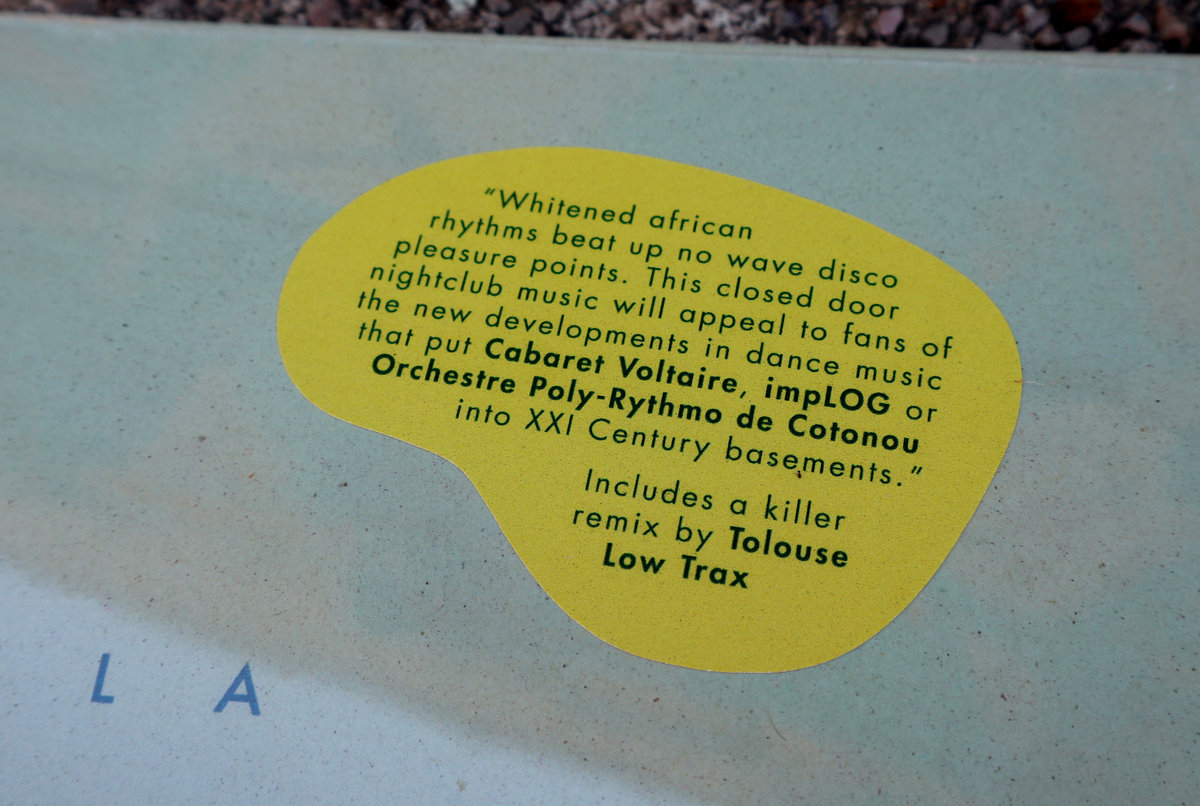 "Whitened african
rhythms beat up no wave disco
pleasure points. This closed door
nightclub music will appeal to fans of
the new developments in dance music
that put Cabaret Voltaire, impLOG or
Orchestre Poly-Rythmo de Cotonou
into XXI Century basements."
Includes a killer
remix by Tolouse
Low Trax
L A